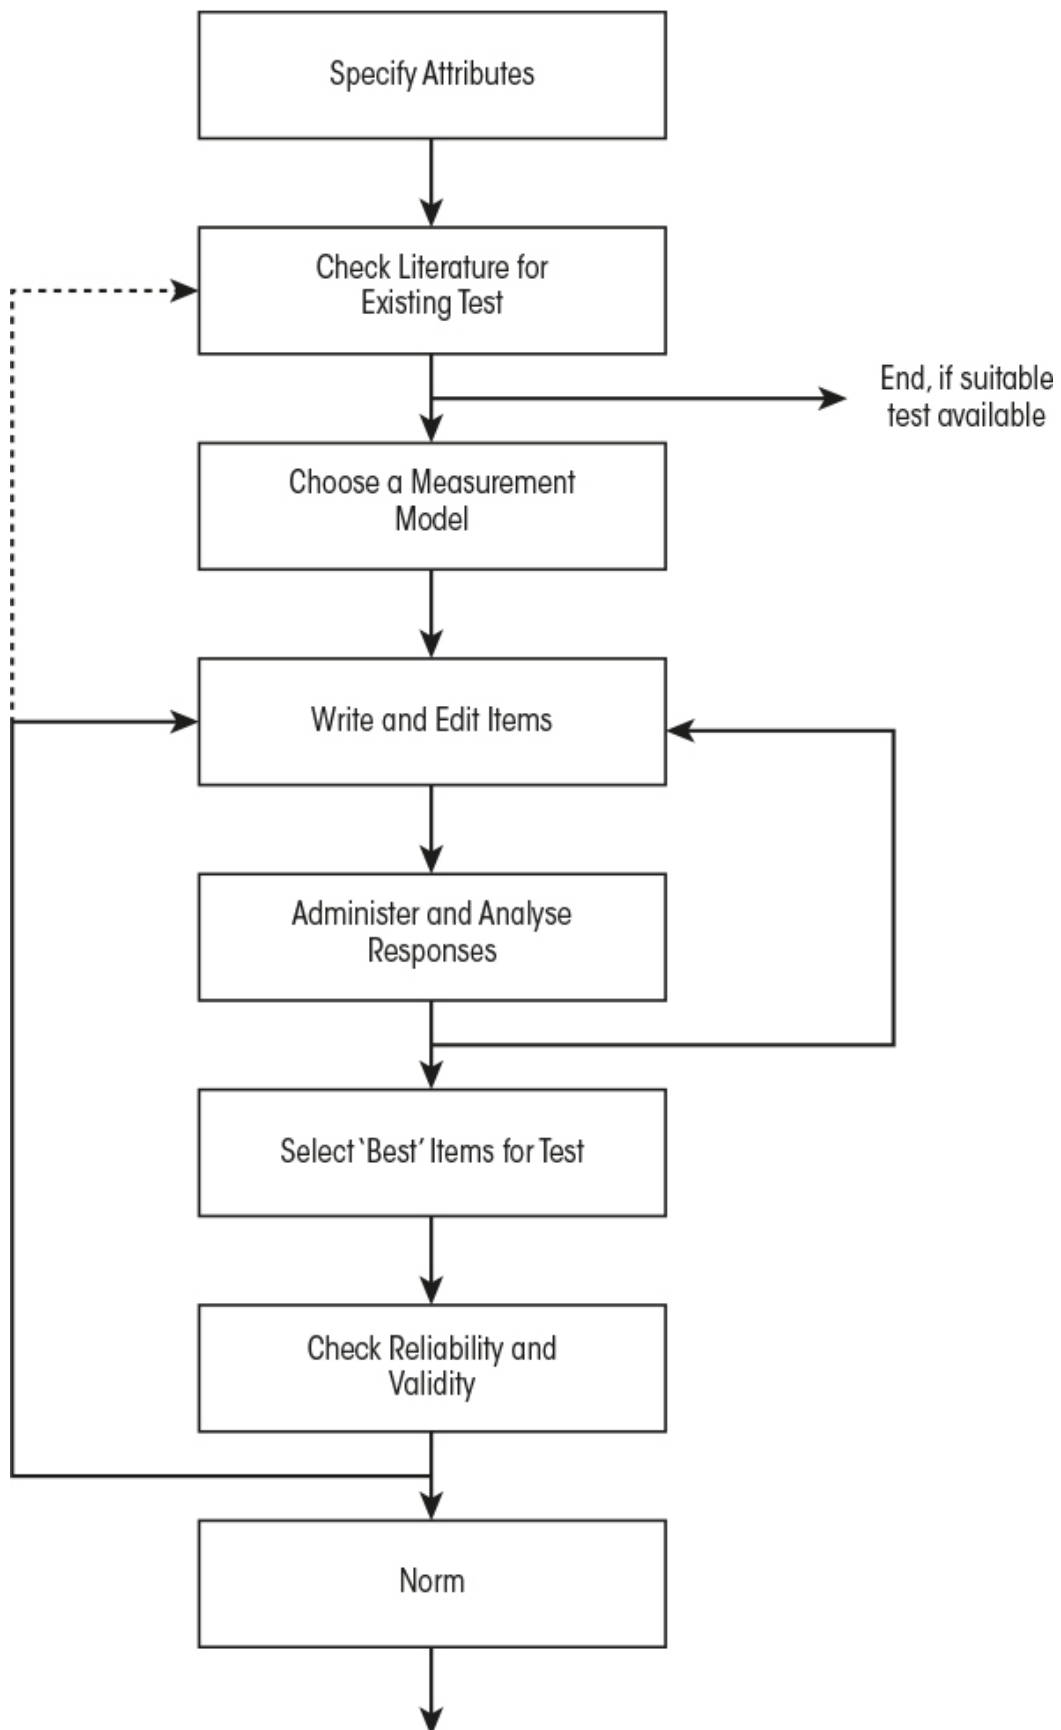 Specify Attributes
Check Literature for
Existing Test
End, if suitable
test available
Choose a Measurement
Model
Write and Edit Items
Administer and Analyse
Responses
Select ‘Best’ Items for Test
Check Reliability and
Validity
Norm